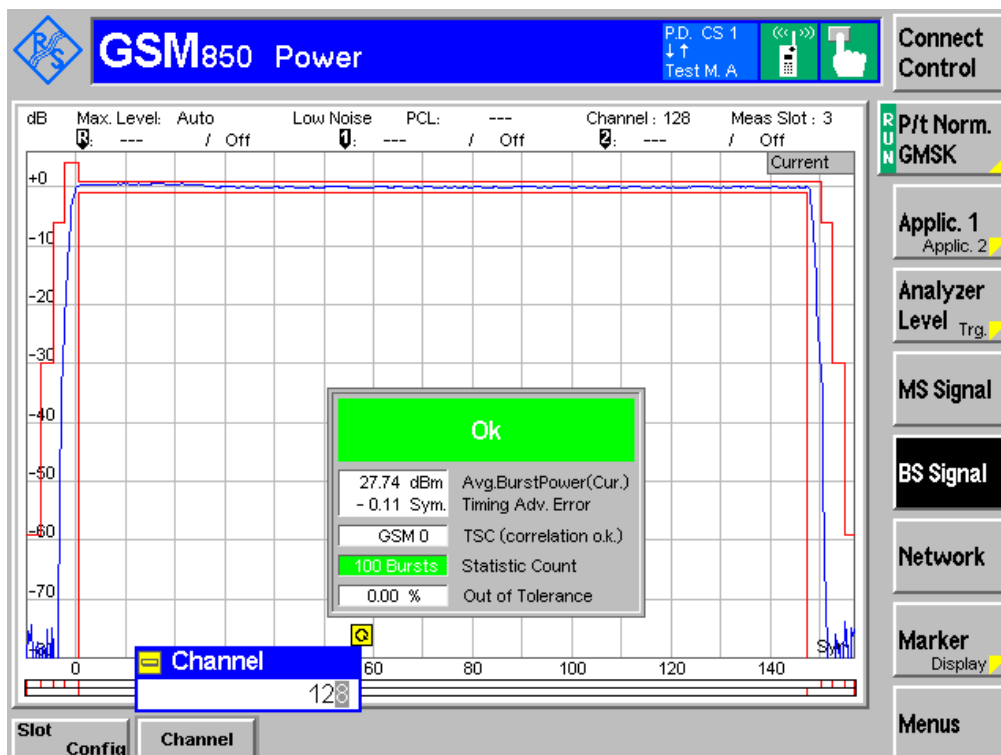 R S
GSM850 Power
P.D. CS 1
Test M. A
Connect Control
dB Max. Level: Auto Low Noise PCL: --- Channel : 128 Meas Slot : 3
R: --- / Off 1: --- / Off 2: --- / Off
RUN
P/t Norm. GMSK
Current
+0
-10
-20
-30
-40
-50
-60
-70
Applic. 1
Applic. 2
Analyzer Level Trg.
MS Signal
BS Signal
Network
Marker
Display
Menus
Ok
27.74 dBm Avg.BurstPower(Cur.)
- 0.11 Sym. Timing Adv. Error
GSM 0 TSC (correlation o.k.)
100 Bursts Statistic Count
0.00 % Out of Tolerance
0 60 80 100 120 140
Channel
128
Slot Config
Channel